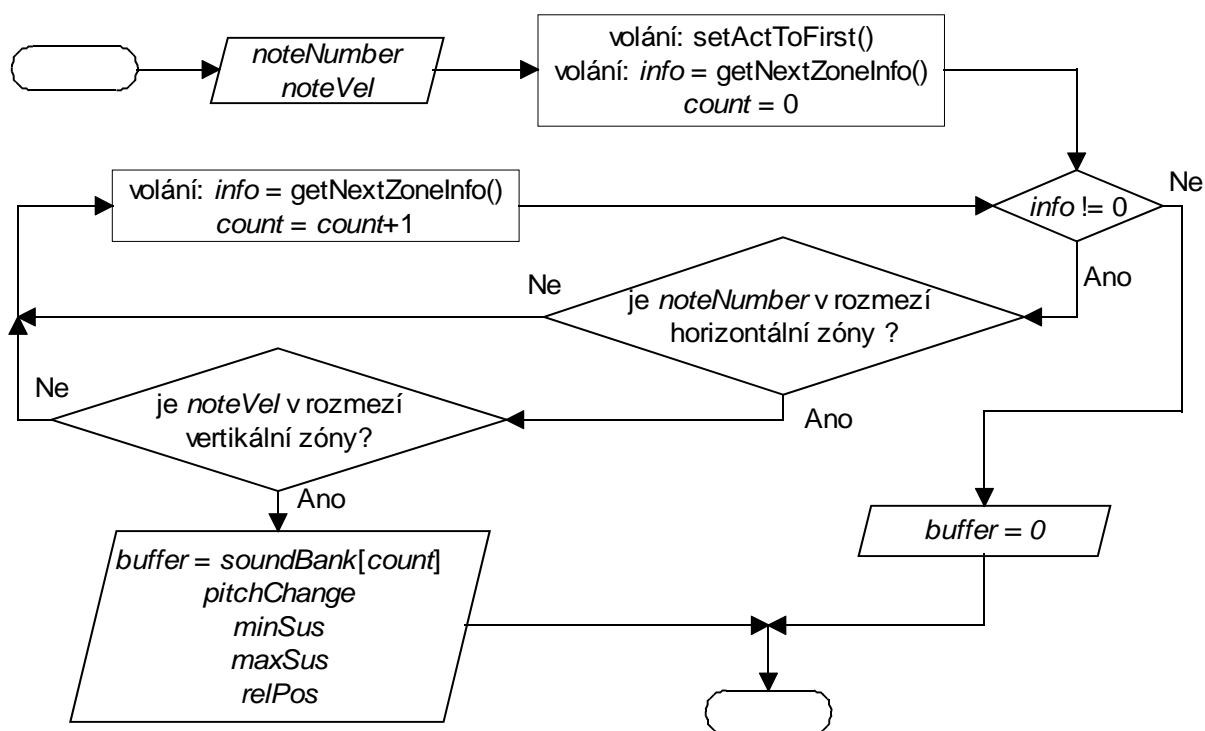 noteNumber
noteVel
volání: setActToFirst()
volání: info = getNextZoneInfo()
count = 0
volání: info = getNextZoneInfo()
count = count+1
info != 0
Ne
Ano
je noteNumber v rozmezí
horizontální zóny ?
Ne
Ano
je noteVel v rozmezí
vertikální zóny?
Ne
Ano
buffer = soundBank[count]
pitchChange
minSus
maxSus
relPos
buffer = 0